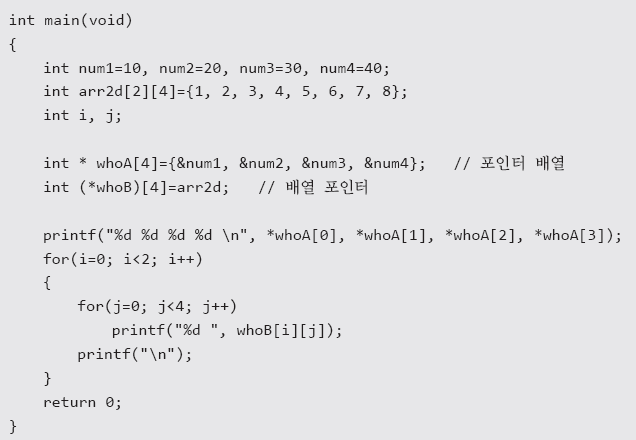 int main(void)
{
    int num1=10, num2=20, num3=30, num4=40;
    int arr2d[2][4]={1, 2, 3, 4, 5, 6, 7, 8};
    int i, j;

    int * whoA[4]={&num1, &num2, &num3, &num4};   // 포인터 배열
    int (*whoB)[4]=arr2d;   // 배열 포인터

    printf("%d %d %d %d \n", *whoA[0], *whoA[1], *whoA[2], *whoA[3]);
    for(i=0; i<2; i++)
    {
        for(j=0; j<4; j++)
            printf("%d ", whoB[i][j]);
        printf("\n");
    }
    return 0;
}